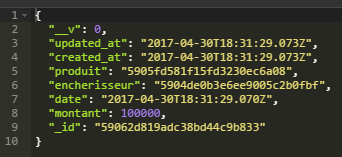 1 {
2 "__v": 0,
3 "updated_at": "2017-04-30T18:31:29.073Z",
4 "created_at": "2017-04-30T18:31:29.073Z",
5 "produit": "5905fd581f15fd3230ec6a08",
6 "encherisseur": "5904de0b3e6ee9005c2b0fbf",
7 "date": "2017-04-30T18:31:29.070Z",
8 "montant": 100000,
9 "_id": "59062d819adc38bd44c9b833"
10 }